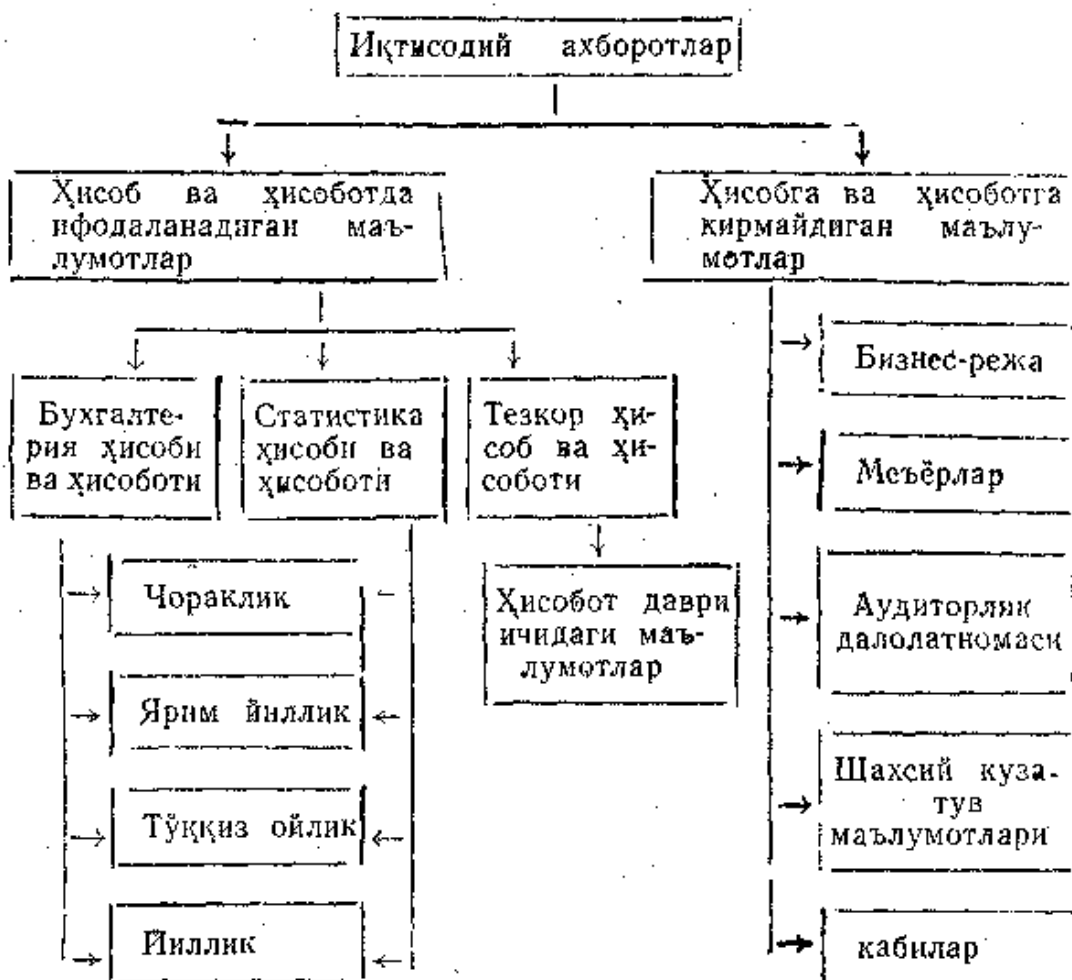 Иқтисодий ахборотлар
Ҳисоб ва ҳисоботда
ифодаланадиган маъ-
лумотлар
Ҳисобга ва ҳисоботга
кирмайдиган маълу-
мотлар
Бухгалте-
рия ҳисоби
ва ҳисоботи
Статистика
ҳисоби ва
ҳисоботи
Тезкор ҳи-
соб ва ҳи-
соботи
Чораклик
Ярим йиллик
Тўққиз ойлик
Йиллик
Ҳисобот даври
ичидаги маъ-
лумотлар
Бизнес-режа
Меъёрлар
Аудиторлик
далолатномаси
Шахсий куза-
тув
маълумотлари
кабилар